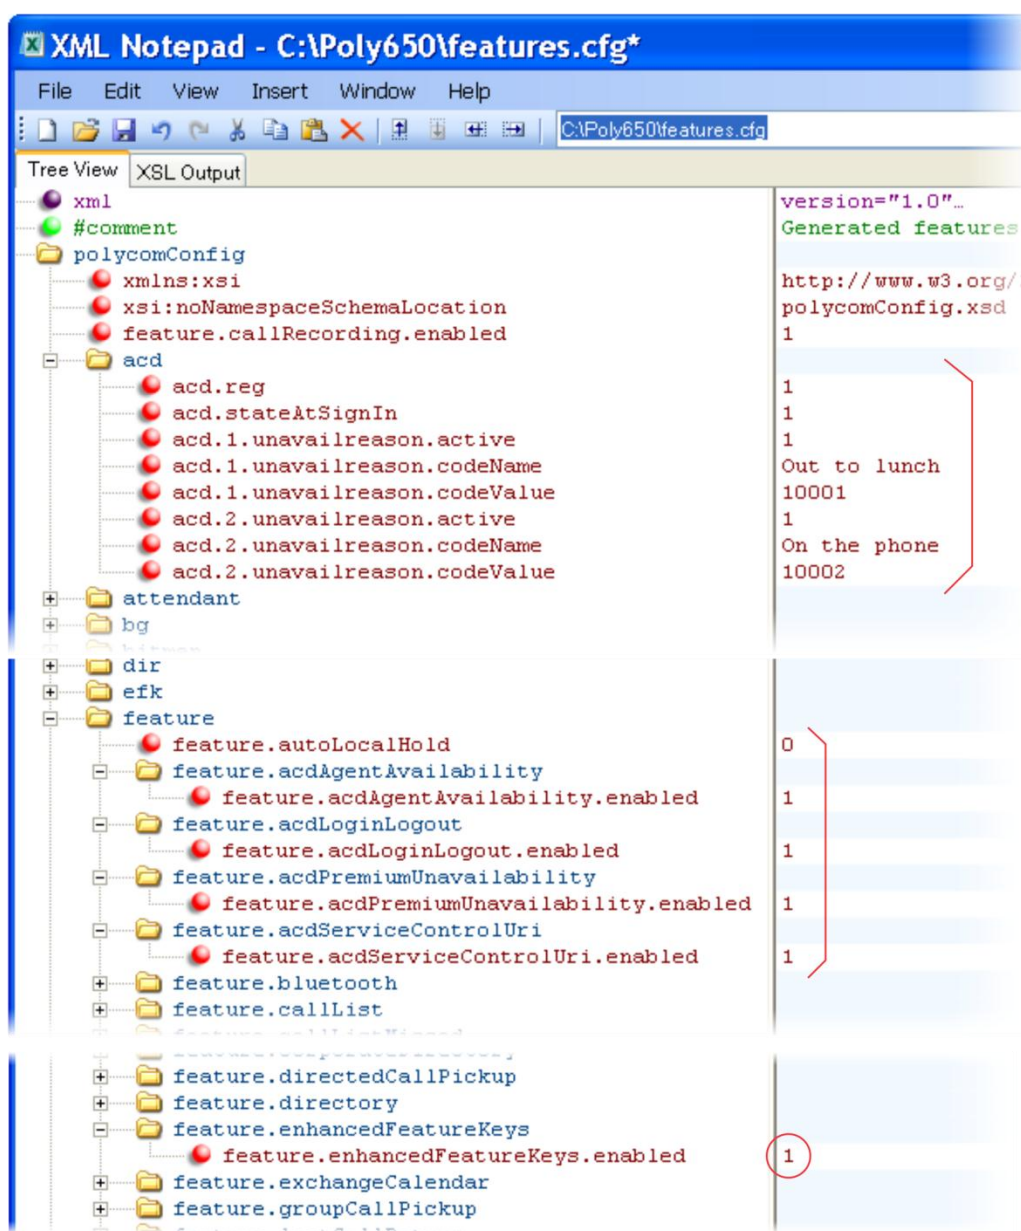 XML Notepad - C:\Poly650\features.cfg*
File Edit View Insert Window Help
C:\Poly650\features.cfg
Tree View XSL Output
xml version="1.0"…
#comment Generated features
polycomConfig
xmlns:xsi http://www.w3.org/
xsi:noNamespaceSchemaLocation polycomConfig.xsd
feature.callRecording.enabled 1
acd
acd.reg 1
acd.stateAtSignIn 1
acd.1.unavailreason.active 1
acd.1.unavailreason.codeName Out to lunch
acd.1.unavailreason.codeValue 10001
acd.2.unavailreason.active 1
acd.2.unavailreason.codeName On the phone
acd.2.unavailreason.codeValue 10002
attendant
bg
bitmap
dir
efk
feature
feature.autoLocalHold 0
feature.acdAgentAvailability
feature.acdAgentAvailability.enabled 1
feature.acdLoginLogout
feature.acdLoginLogout.enabled 1
feature.acdPremiumUnavailability
feature.acdPremiumUnavailability.enabled 1
feature.acdServiceControlUri
feature.acdServiceControlUri.enabled 1
feature.bluetooth
feature.callList
feature.callListMissed
feature.corporateDirectory
feature.directedCallPickup
feature.directory
feature.enhancedFeatureKeys
feature.enhancedFeatureKeys.enabled 1
feature.exchangeCalendar
feature.groupCallPickup